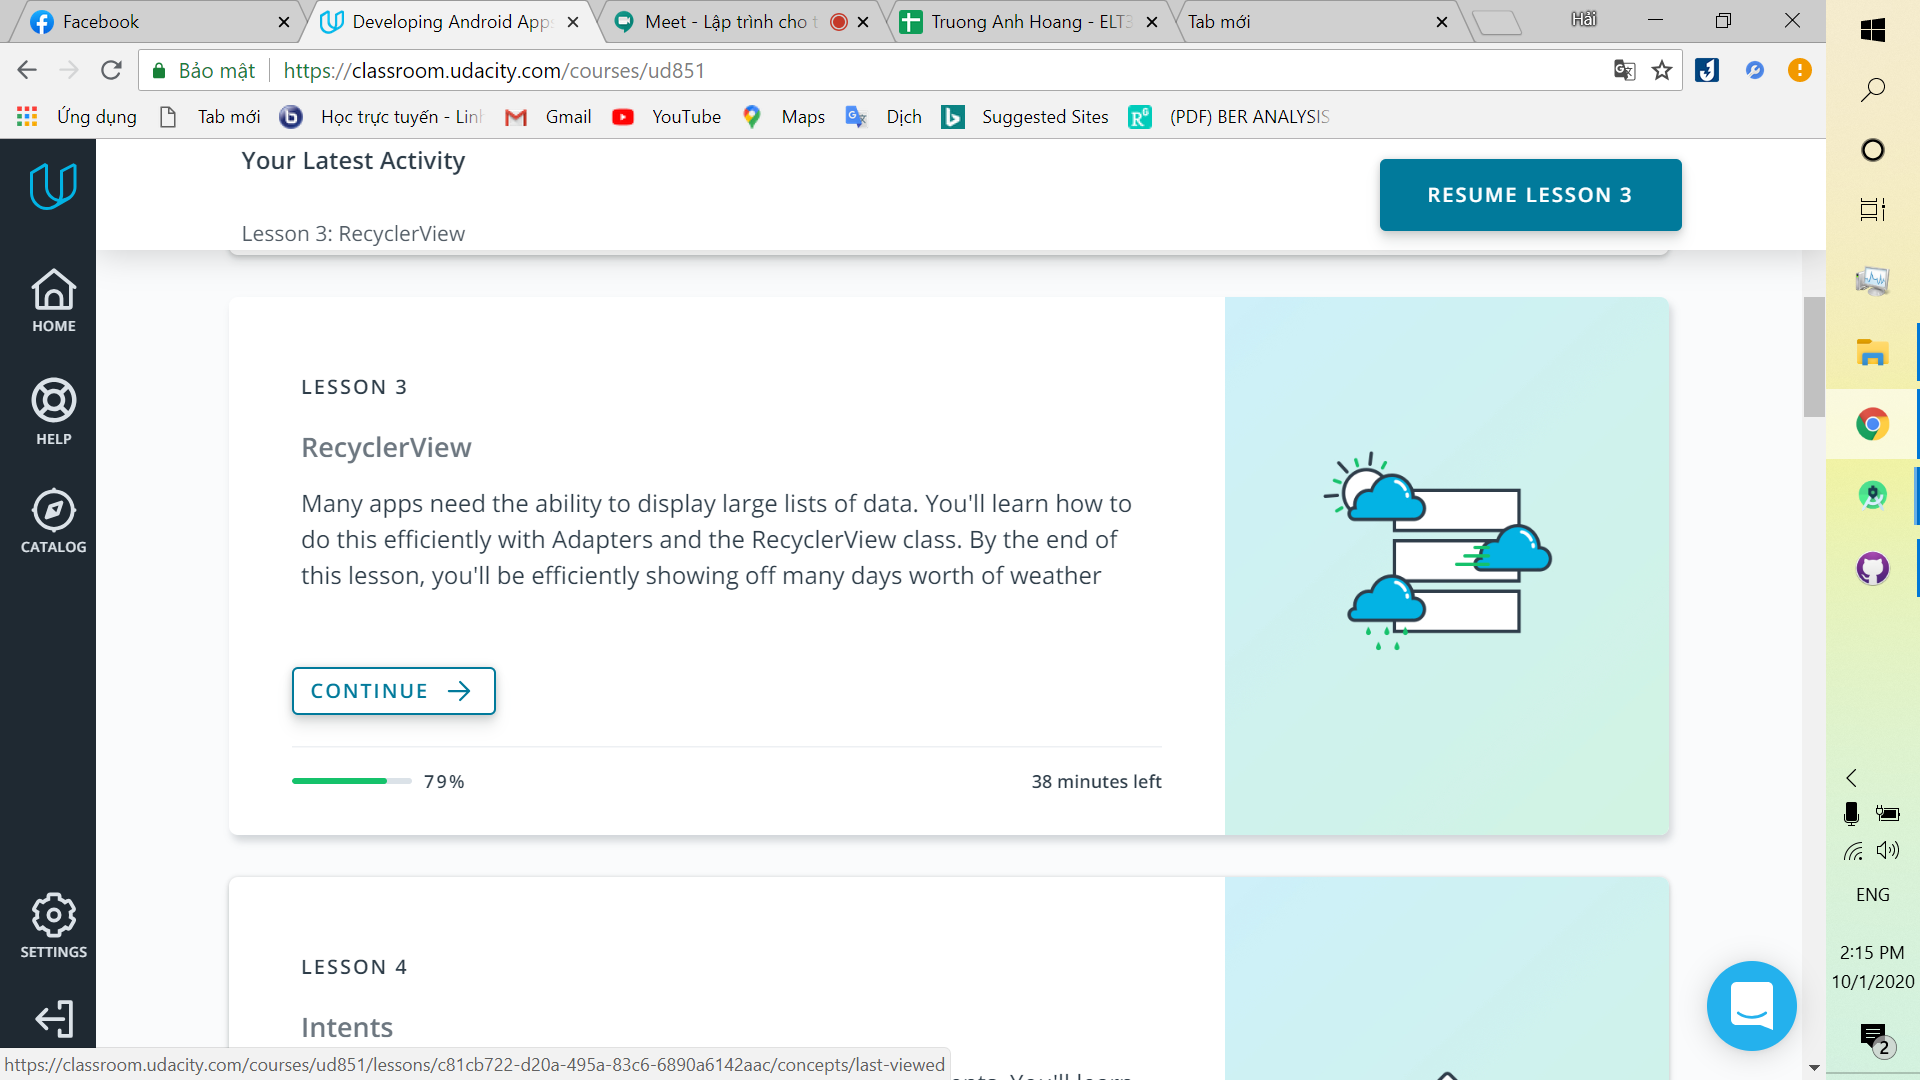 Facebook
Developing Android Apps
Meet - Lập trình cho t
Truong Anh Hoang - ELT3
Tab mới
Hải
Bảo mật
https://classroom.udacity.com/courses/ud851
Ứng dụng
Tab mới
Học trực tuyến - Linh
Gmail
YouTube
Maps
Dịch
Suggested Sites
(PDF) BER ANALYSIS
Your Latest Activity
Lesson 3: RecyclerView
RESUME LESSON 3
HOME
HELP
CATALOG
SETTINGS
LESSON 3
RecyclerView
Many apps need the ability to display large lists of data. You'll learn how to
do this efficiently with Adapters and the RecyclerView class. By the end of
this lesson, you'll be efficiently showing off many days worth of weather
CONTINUE
79%
38 minutes left
LESSON 4
Intents
https://classroom.udacity.com/courses/ud851/lessons/c81cb722-d20a-495a-83c6-6890a6142aac/concepts/last-viewed
ENG
2:15 PM
10/1/2020
2